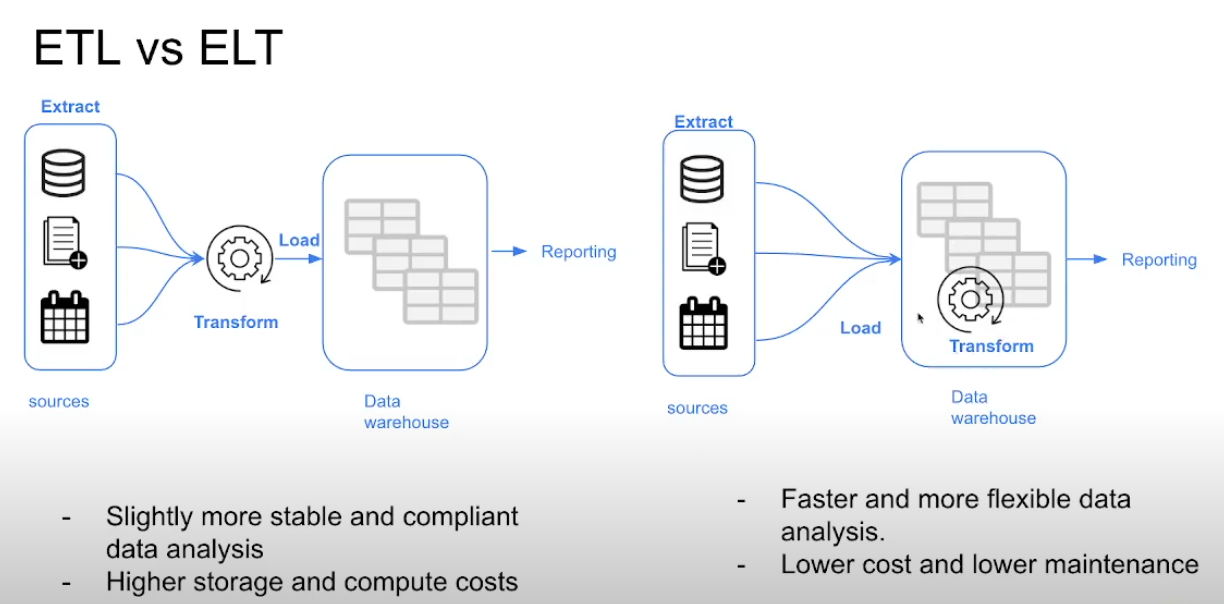 ETL vs ELT
Extract
Load
Transform
sources
Data
warehouse
Reporting
Extract
Load
Transform
sources
Data
warehouse
Reporting
- Slightly more stable and compliant
data analysis
- Higher storage and compute costs
- Faster and more flexible data
analysis.
- Lower cost and lower maintenance